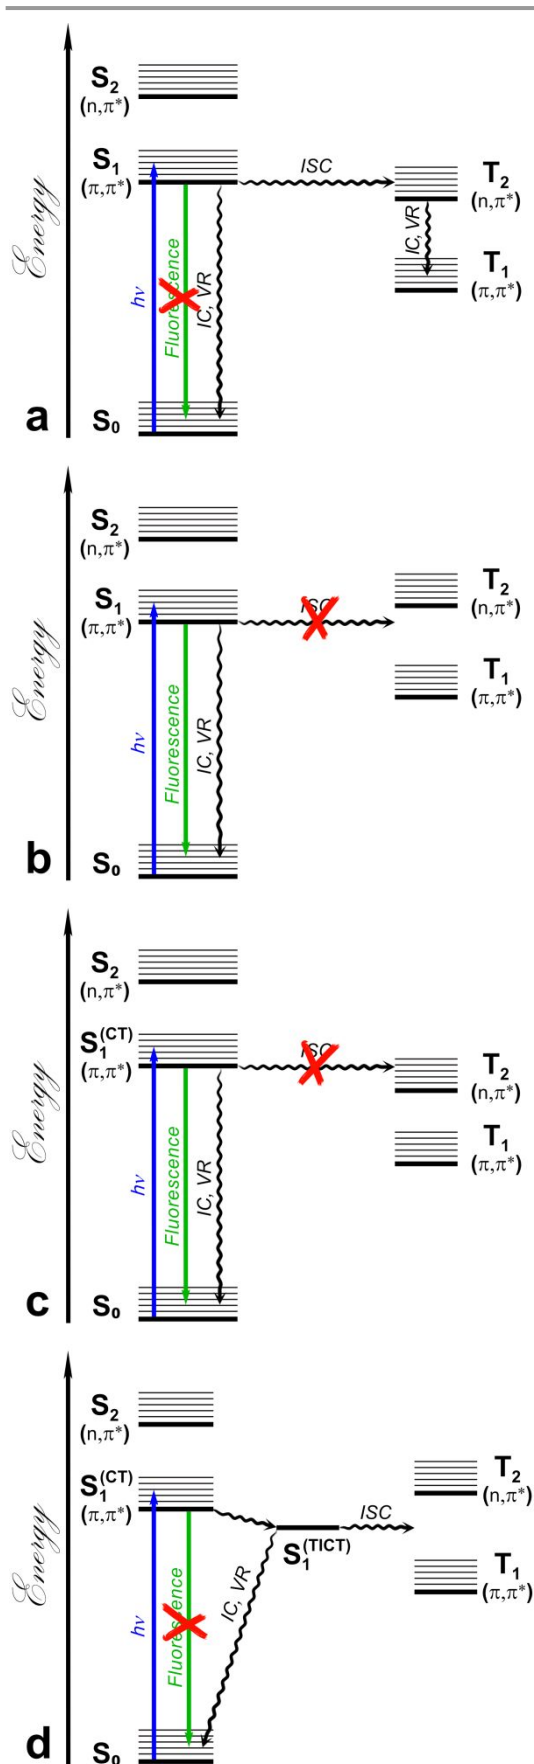 S₂
(n,π*)
S₁
(π,π*)
ISC
T₂
(n,π*)
IC, VR
T₁
(π,π*)
Energy
hν
Fluorescence
IC, VR
S₀
a
S₂
(n,π*)
S₁
(π,π*)
ISC
T₂
(n,π*)
T₁
(π,π*)
Energy
hν
Fluorescence
IC, VR
S₀
b
S₂
(n,π*)
S₁(CT)
(π,π*)
ISC
T₂
(n,π*)
T₁
(π,π*)
Energy
hν
Fluorescence
IC, VR
S₀
c
S₂
(n,π*)
S₁(CT)
(π,π*)
ISC
S₁(TICT)
T₂
(n,π*)
T₁
(π,π*)
Energy
hν
Fluorescence
IC, VR
S₀
d